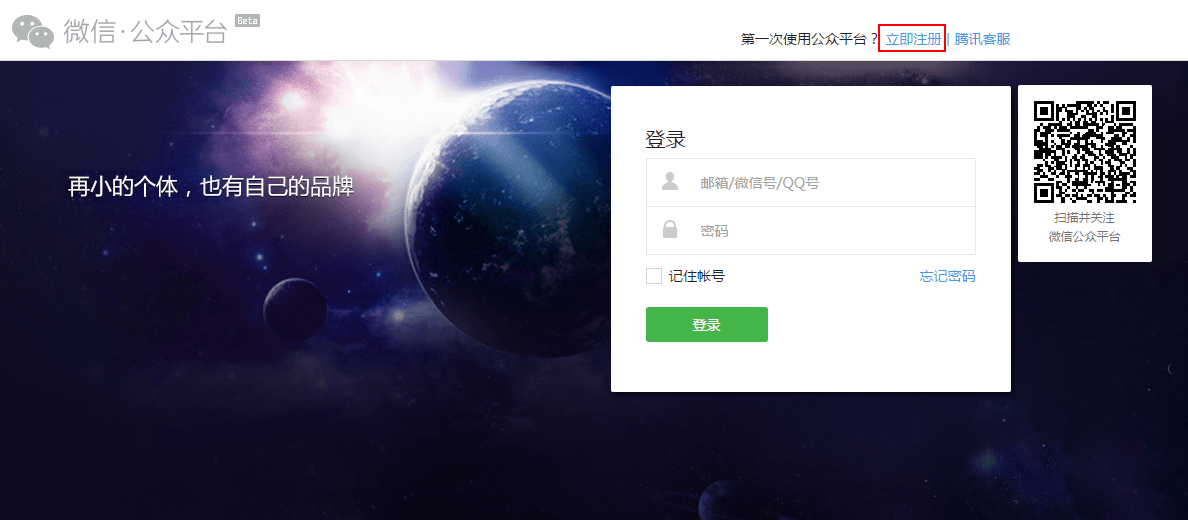 微信·公众平台 Beta
第一次使用公众平台？立即注册 | 腾讯客服
再小的个体，也有自己的品牌
登录
邮箱/微信号/QQ号
密码
记住帐号 忘记密码
登录
扫描并关注
微信公众平台